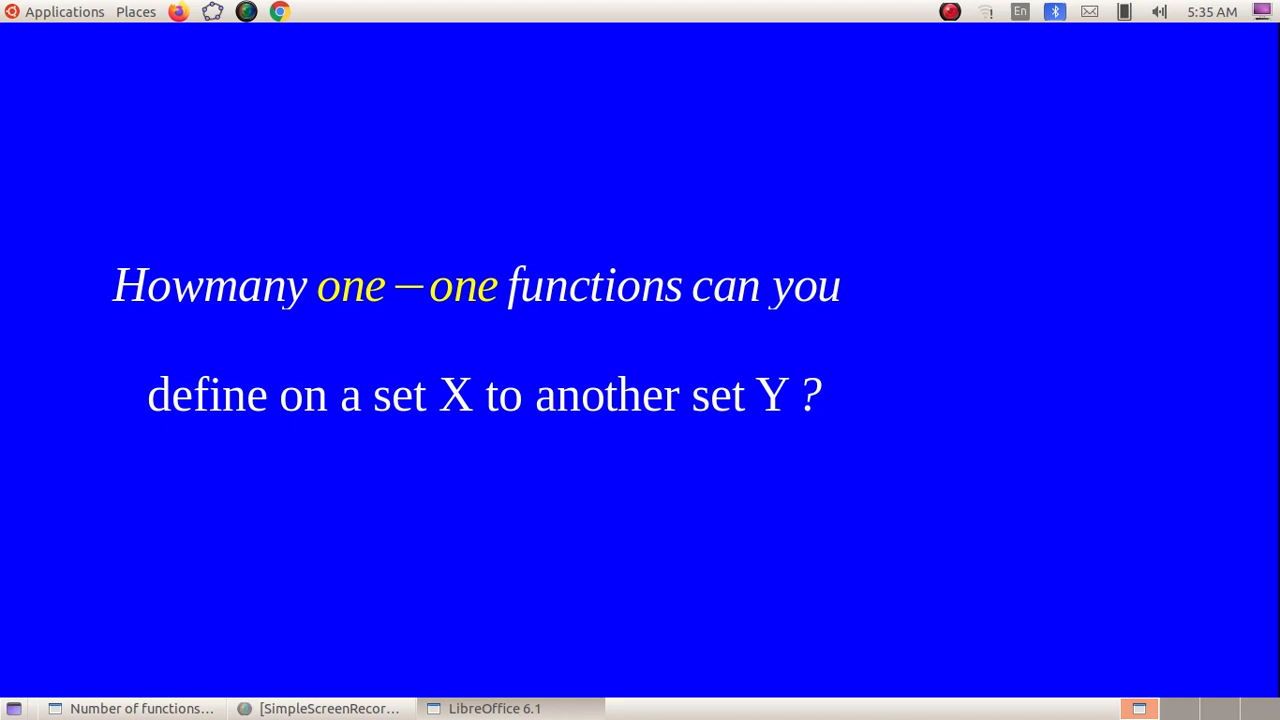 Applications Places En 5:35 AM
Howmany one – one functions can you
define on a set X to another set Y ?
Number of functions... [SimpleScreenRecor... LibreOffice 6.1